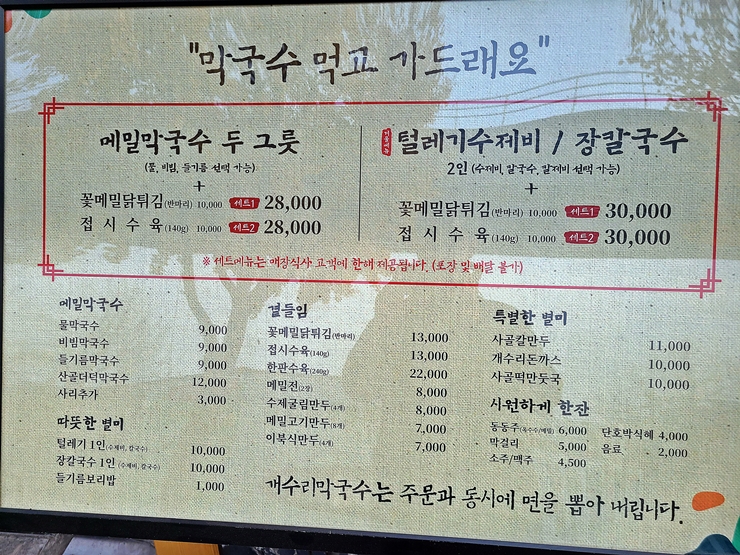 "막국수 먹고 가드래요"
메밀막국수 두 그릇
(물, 비빔, 들기름 선택 가능)
+
꽃메밀닭튀김(반마리) 10,000 세트1 28,000
접시수육(140g) 10,000 세트2 28,000
겨울메뉴 털레기수제비 / 장칼국수
2인 (수제비, 칼국수, 칼제비 선택 가능)
+
꽃메밀닭튀김(반마리) 10,000 세트1 30,000
접시수육(140g) 10,000 세트2 30,000
※ 세트메뉴는 매장식사 고객에 한해 제공됩니다. (포장 및 배달 불가)
메밀막국수
물막국수 9,000
비빔막국수 9,000
들기름막국수 9,000
산골더덕막국수 12,000
사리추가 3,000
따뜻한 별미
털레기 1인(수제비, 칼국수) 10,000
장칼국수 1인 (수제비, 칼국수) 10,000
들기름보리밥 1,000
곁들임
꽃메밀닭튀김(반마리) 13,000
접시수육(140g) 13,000
한판수육(240g) 22,000
메밀전(2장) 8,000
수제굴림만두(4개) 8,000
메밀고기만두(8개) 7,000
이북식만두(4개) 7,000
특별한 별미
사골칼만두 11,000
개수리돈까스 10,000
사골떡만둣국 10,000
시원하게 한잔
동동주(옥수수/메밀) 6,000 단호박식혜 4,000
막걸리 5,000 음료 2,000
소주/맥주 4,500
개수리막국수는 주문과 동시에 면을 뽑아 내립니다.